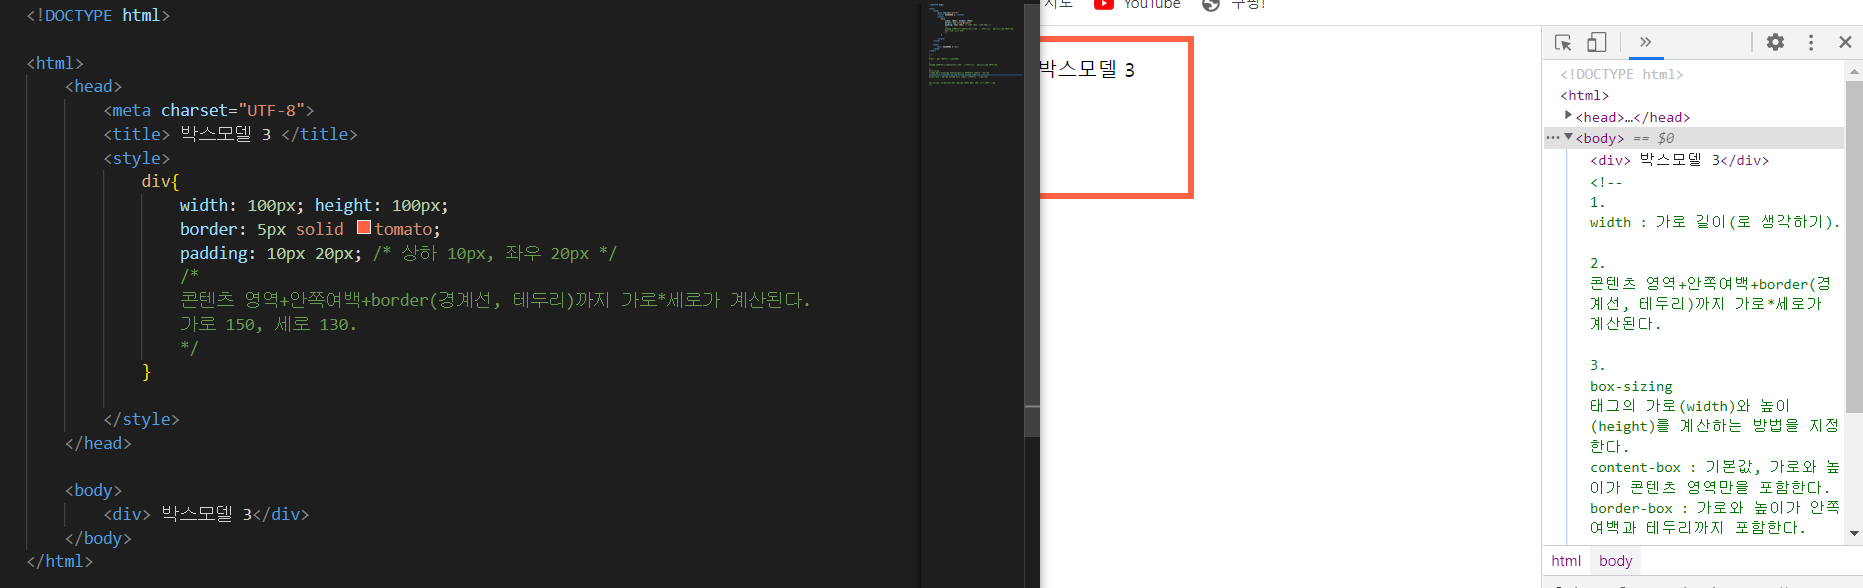 <!DOCTYPE html>
<html>
<head>
<meta charset="UTF-8">
<title> 박스모델 3 </title>
<style>
div{
width: 100px; height: 100px;
border: 5px solid tomato;
padding: 10px 20px; /* 상하 10px, 좌우 20px */
/*
콘텐츠 영역+안쪽여백+border(경계선, 테두리)까지 가로*세로가 계산된다.
가로 150, 세로 130.
*/
}
</style>
</head>
<body>
<div> 박스모델 3</div>
</body>
</html>
지도 YouTube 쿠팡!
박스모델 3
<!DOCTYPE html>
<html>
<head>…</head>
<body> == $0
<div> 박스모델 3</div>
<!--
1.
width : 가로 길이(로 생각하기).
2.
콘텐츠 영역+안쪽여백+border(경
계선, 테두리)까지 가로*세로가
계산된다.
3.
box-sizing
태그의 가로(width)와 높이
(height)를 계산하는 방법을 지정
한다.
content-box : 기본값, 가로와 높
이가 콘텐츠 영역만을 포함한다.
border-box : 가로와 높이가 안쪽
여백과 테두리까지 포함한다.
html body